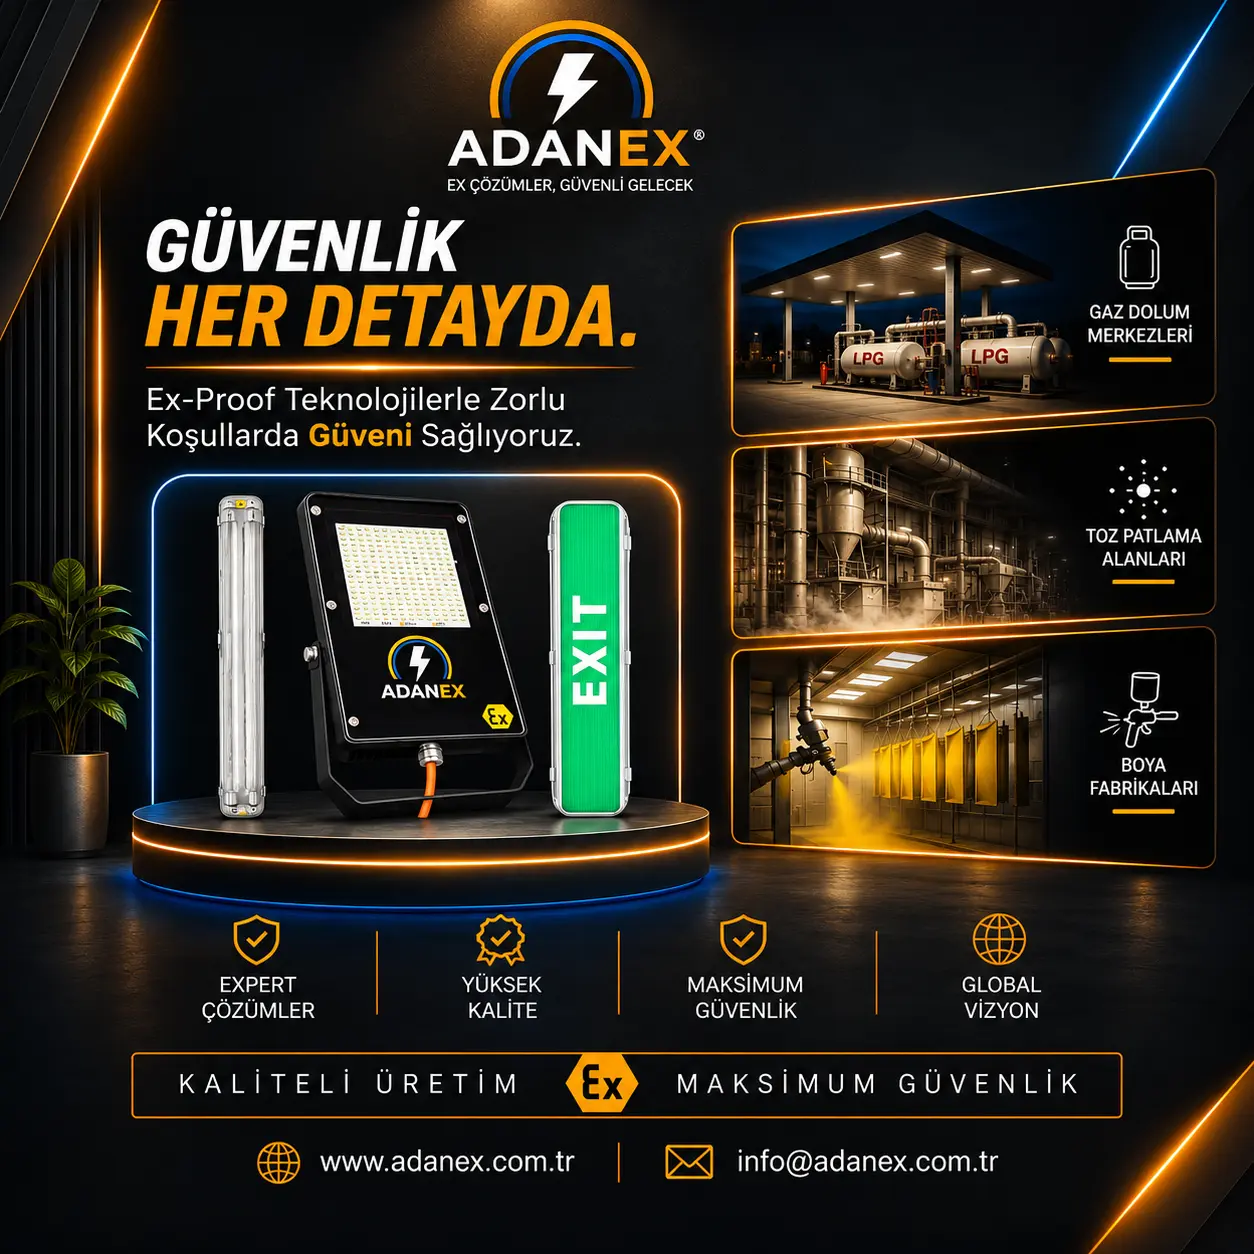 ADANEX®
EX ÇÖZÜMLER, GÜVENLİ GELECEK
GÜVENLİK
HER DETAYDA.
Ex-Proof Teknolojilerle Zorlu
Koşullarda Güveni Sağlıyoruz.
ADANEX
Ex
EXIT
LPG
LPG
GAZ DOLUM
MERKEZLERİ
TOZ PATLAMA
ALANLARI
BOYA
FABRİKALARI
EXPERT
ÇÖZÜMLER
YÜKSEK
KALİTE
MAKSİMUM
GÜVENLİK
GLOBAL
VİZYON
KALİTELİ ÜRETİM Ex MAKSİMUM GÜVENLİK
www.adanex.com.tr
info@adanex.com.tr